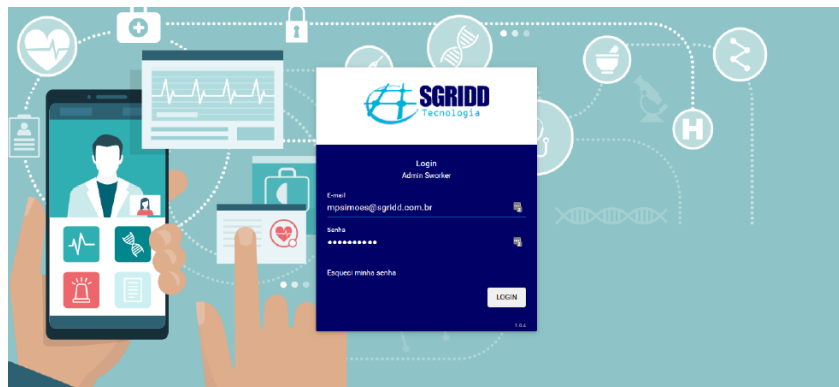 H
SGRIDD
Tecnologia
Login
Admin Sworker
E-mail
mpsimoes@sgridd.com.br
Senha
Esqueci minha senha
LOGIN
1.0.4